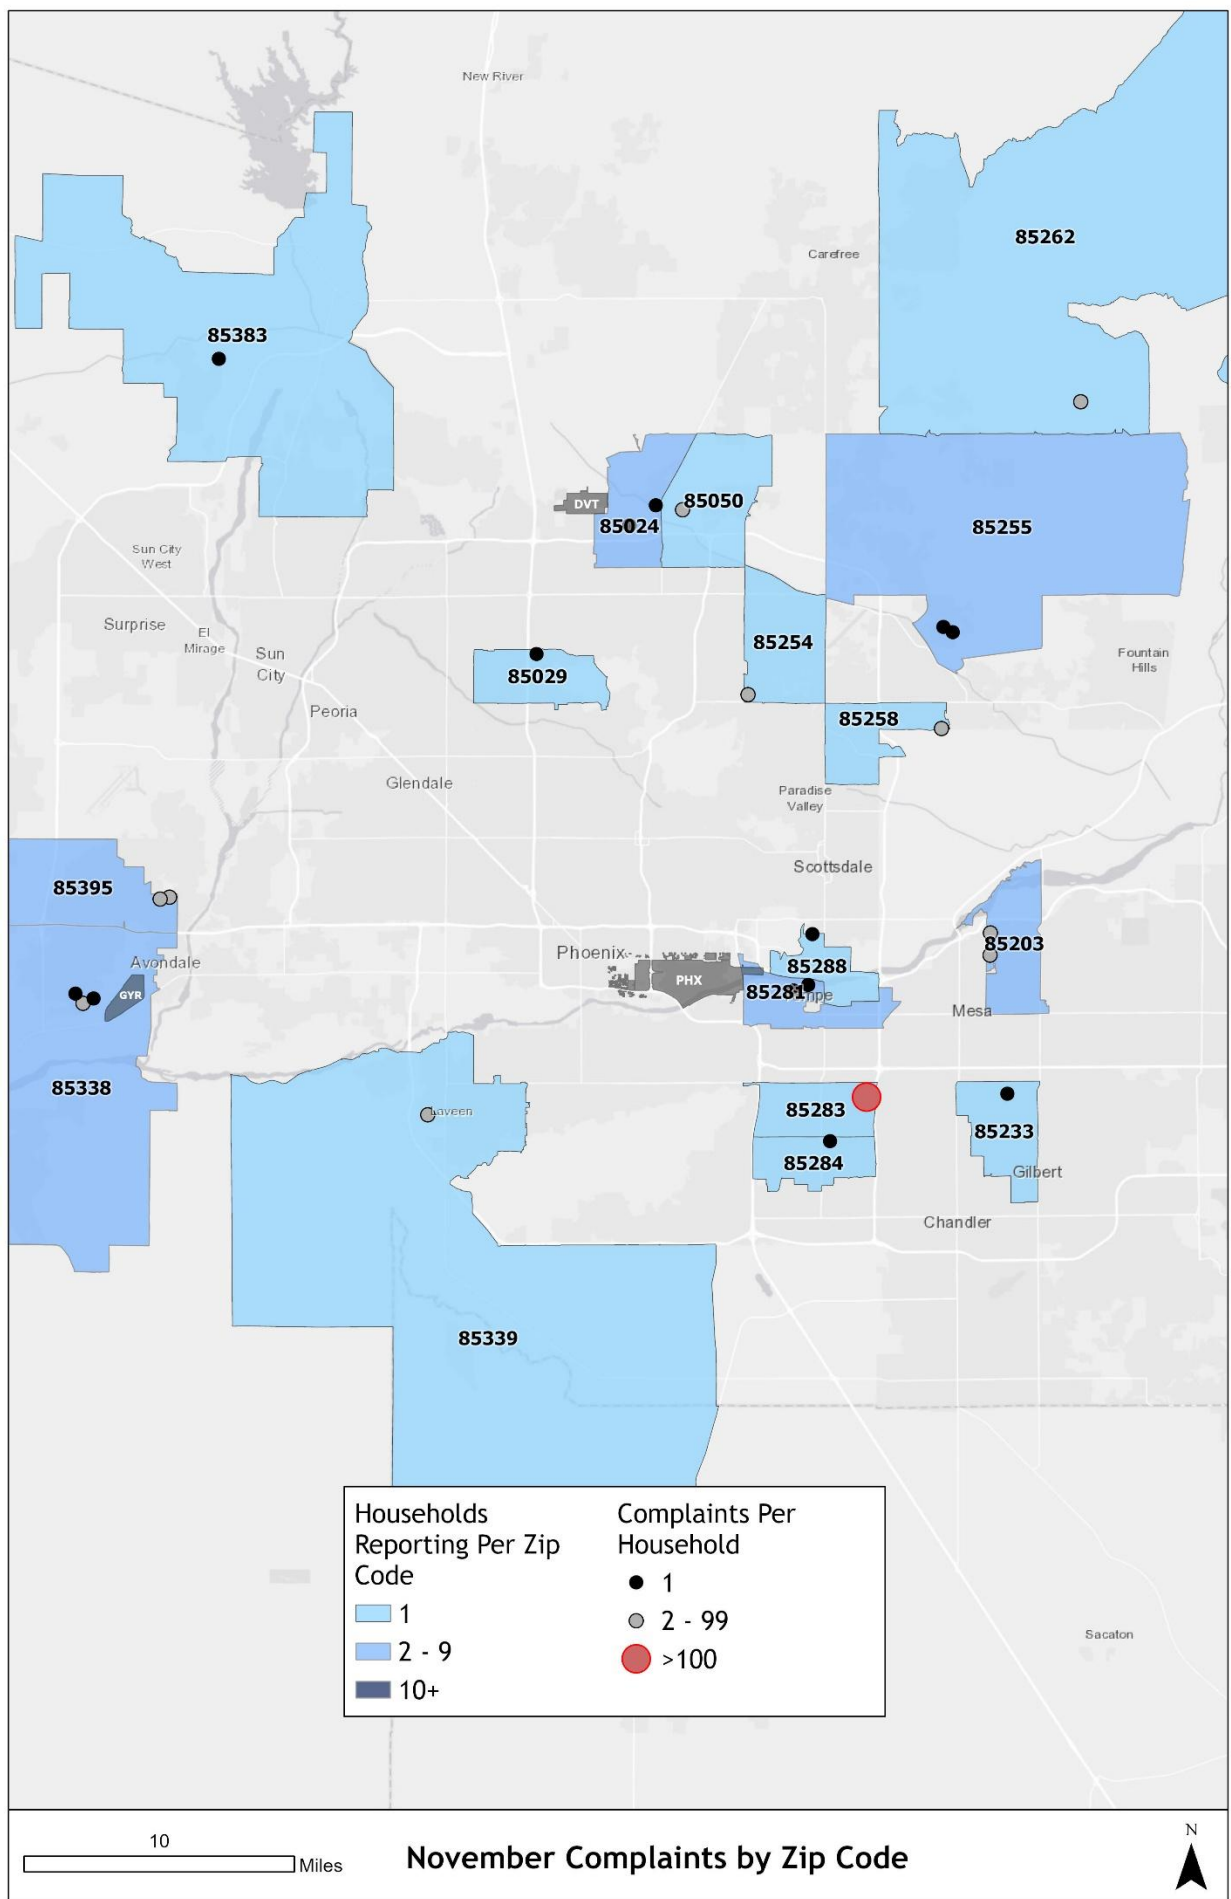 New River
85262
Carefree
85383
DVT
85050
85024
85255
Sun City
West
Surprise
El
Mirage
Sun
City
85254
Fountain
Hills
85029
Peoria
85258
Glendale
Paradise
Valley
Scottsdale
85395
85203
Phoenix
Avondale
85288
PHX
GYR
85281
Mesa
85338
85283
Laveen
85233
85284
Gilbert
Chandler
85339
Households
Reporting Per Zip
Code
1
2 - 9
10+
Complaints Per
Household
1
2 - 99
>100
Sacaton
10
Miles
November Complaints by Zip Code
N